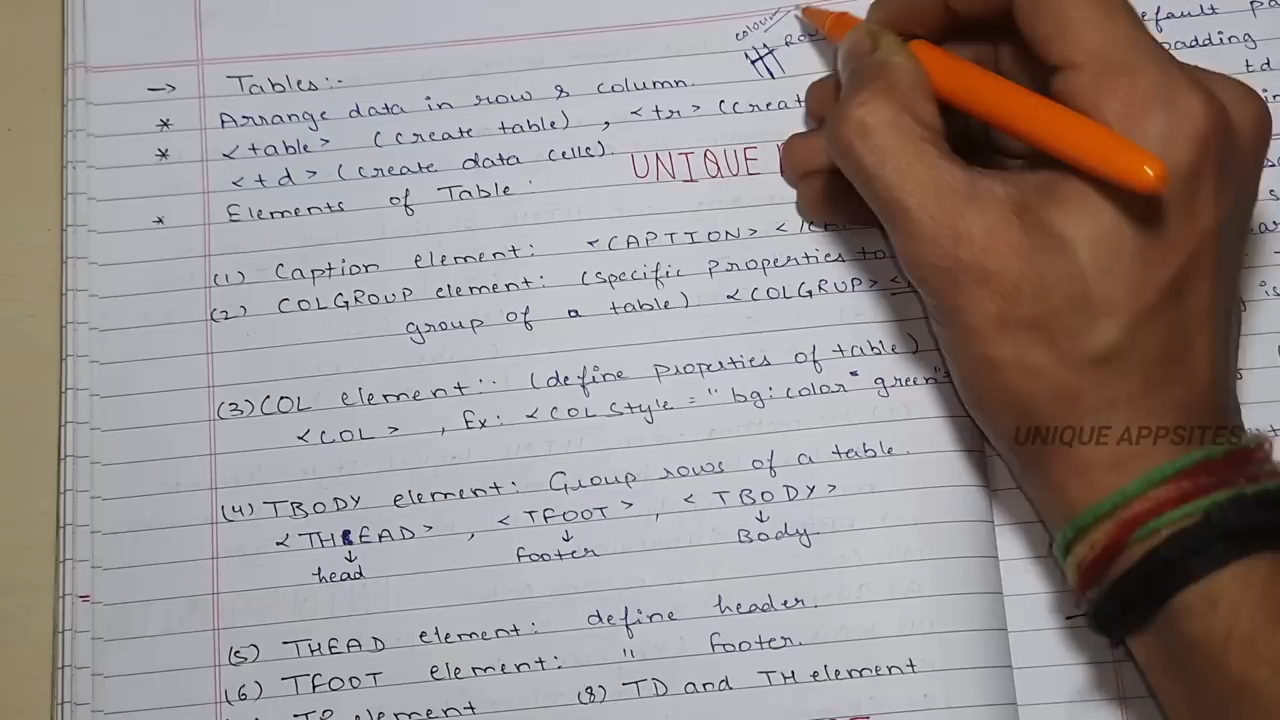 colour
Row
→ Tables:-
* Arrange data in row & column.
* <table> (create table), <tr> (creat
<td> (create data cells)
UNIQUE
* Elements of Table.
(1) Caption element: <CAPTION>
(2) COLGROUP element: (specific properties to
group of a table) <COLGRUP>
(3) COL element: (define properties of table)
<COL>, Ex: <COL Style = "bg:color= green"
(4) TBODY element: Group rows of a table.
<THEAD>, <TFOOT>, <TBODY>
↓ ↓ ↓
head footer Body
(5) THEAD element: define header.
(6) TFOOT element: " footer.
element (8) TD and TH element
efault pa
padding
td
UNIQUE APPSITES